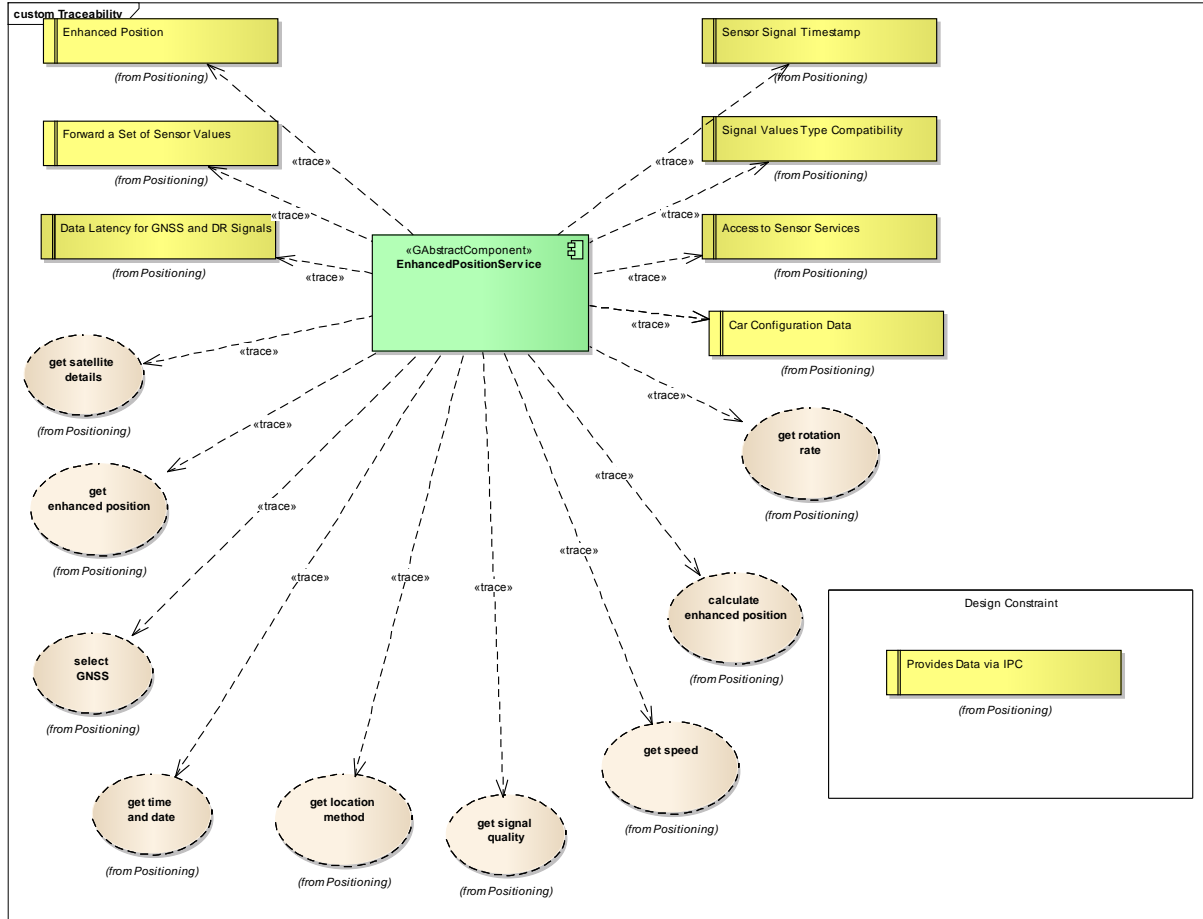 custom Traceability
Enhanced Position
(from Positioning)
Sensor Signal Timestamp
(from Positioning)
«trace»
«trace»
Forward a Set of Sensor Values
(from Positioning)
Signal Values Type Compatibility
(from Positioning)
«trace»
«trace»
Data Latency for GNSS and DR Signals
(from Positioning)
«GAbstractComponent»
EnhancedPositionService
Access to Sensor Services
(from Positioning)
«trace»
«trace»
Car Configuration Data
(from Positioning)
«trace»
get satellite
details
(from Positioning)
«trace»
«trace»
get rotation
rate
(from Positioning)
get
enhanced position
(from Positioning)
«trace»
«trace»
«trace»
«trace»
«trace»
«trace»
«trace»
«trace»
calculate
enhanced position
(from Positioning)
Design Constraint
Provides Data via IPC
(from Positioning)
select
GNSS
(from Positioning)
get speed
(from Positioning)
get time
and date
(from Positioning)
get location
method
(from Positioning)
get signal
quality
(from Positioning)